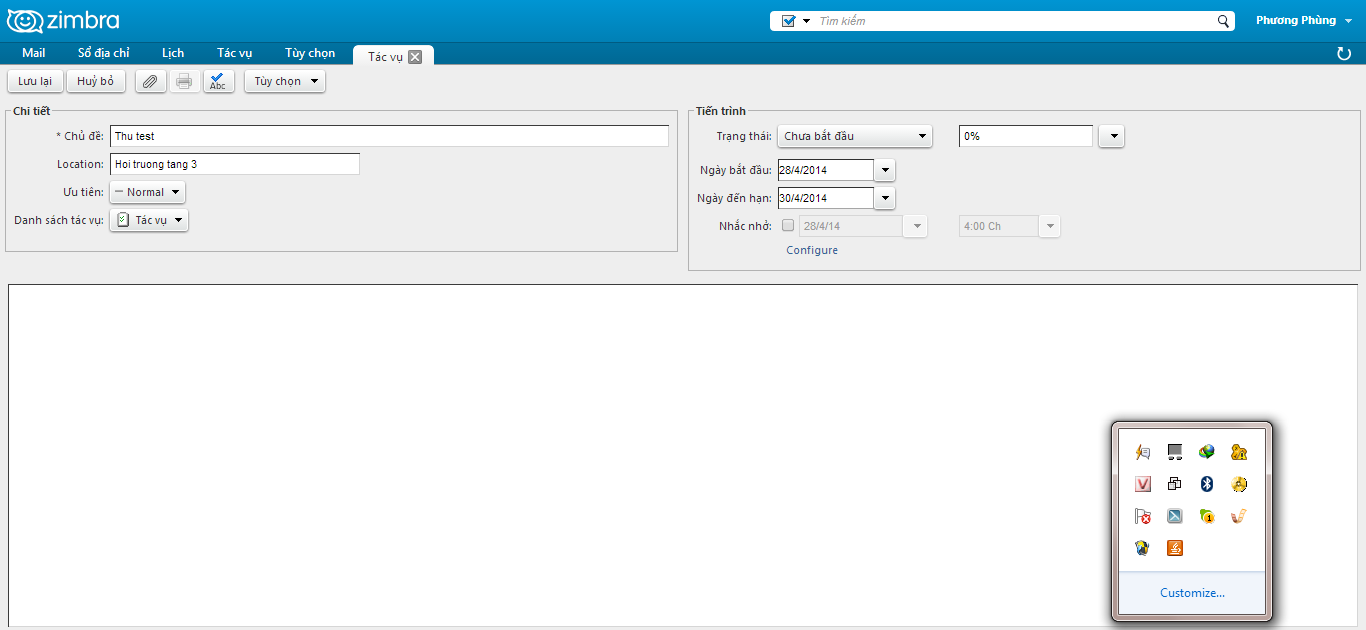 zimbra
Tìm kiếm
Phương Phùng
Mail Sổ địa chỉ Lịch Tác vụ Tùy chọn Tác vụ
Lưu lại Huỷ bỏ Abc Tùy chọn
Chi tiết
* Chủ đề: Thu test
Location: Hoi truong tang 3
Ưu tiên: Normal
Danh sách tác vụ: Tác vụ
Tiến trình
Trạng thái: Chưa bắt đầu 0%
Ngày bắt đầu: 28/4/2014
Ngày đến hạn: 30/4/2014
Nhắc nhở: 28/4/14 4:00 Ch
Configure
V
1
Customize...